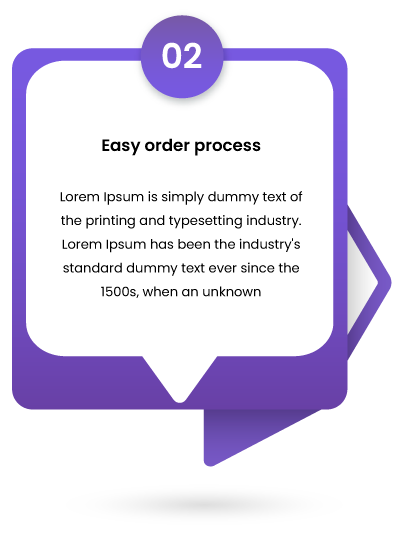 02
Easy order process
Lorem Ipsum is simply dummy text of
the printing and typesetting industry.
Lorem Ipsum has been the industry's
standard dummy text ever since the
1500s, when an unknown